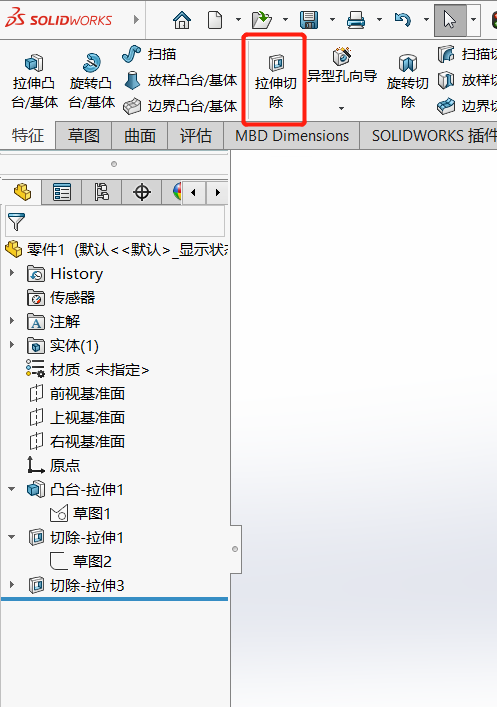 SOLIDWORKS
拉伸凸台/基体
旋转凸台/基体
扫描
放样凸台/基体
边界凸台/基体
拉伸切除
异型孔向导
旋转切除
扫描切
放样
边界切
特征 草图 曲面 评估 MBD Dimensions SOLIDWORKS 插件
零件1 (默认<<默认>_显示状态
History
传感器
注解
实体(1)
材质 <未指定>
前视基准面
上视基准面
右视基准面
原点
凸台-拉伸1
草图1
切除-拉伸1
草图2
切除-拉伸3